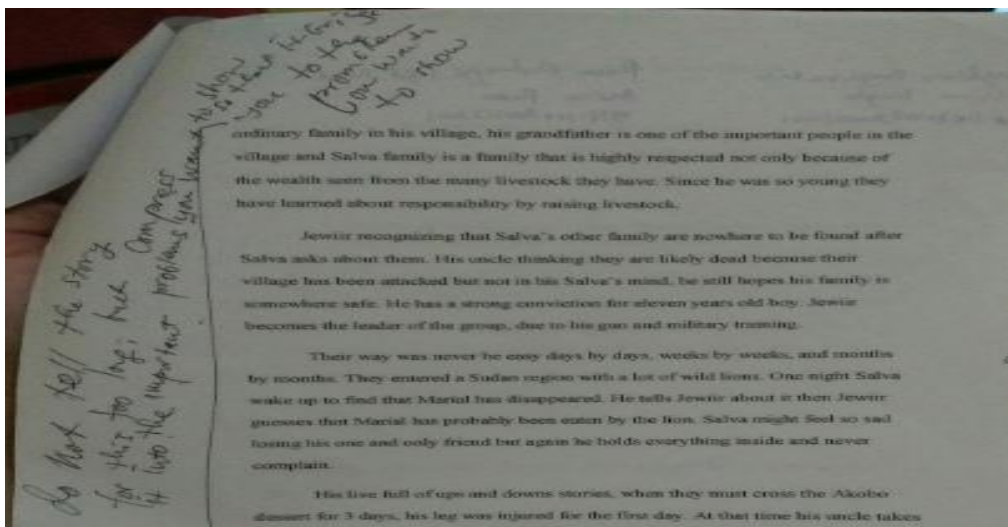 Do not tell the story
for this too long; but compress
it into the important problems you want to show
so that it
you to the
problem
you want
to show
ordinary family in his village, his grandfather is one of the important people in the
village and Salva family is a family that is highly respected not only because of
the wealth seen from the many livestock they have. Since he was so young they
have learned about responsibility by raising livestock.
Jewiir recognizing that Salva's other family are nowhere to be found after
Salva asks about them. His uncle thinking they are likely dead because their
village has been attacked but not in his Salva's mind, he still hopes his family is
somewhere safe. He has a strong conviction for eleven years old boy. Jewiir
becomes the leader of the group, due to his gun and military training.
Their way was never be easy days by days, weeks by weeks, and months
by months. They entered a Sudan region with a lot of wild lions. One night Salva
wake up to find that Marial has disappeared. He tells Jewiir about it then Jewiir
guesses that Marial has probably been eaten by the lion. Salva might feel so sad
losing his one and only friend but again he holds everything inside and never
complain.
His live full of ups and downs stories, when they must cross the Akobo
dessert for 3 days, his leg was injured for the first day. At that time his uncle takes